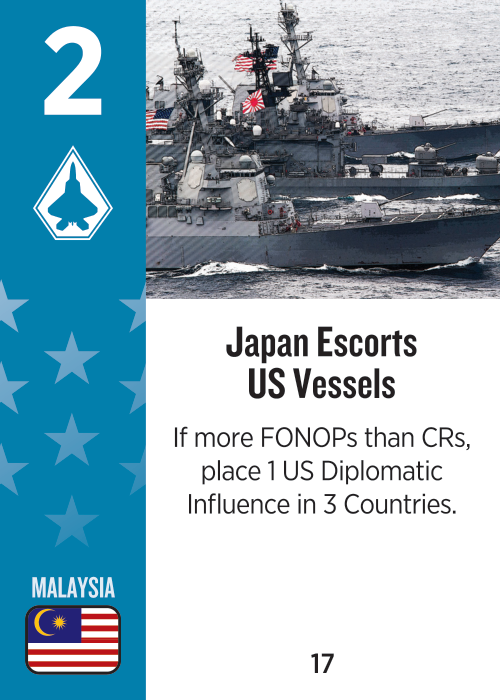 2
Japan Escorts
US Vessels
If more FONOPs than CRs,
place 1 US Diplomatic
Influence in 3 Countries.
MALAYSIA
17